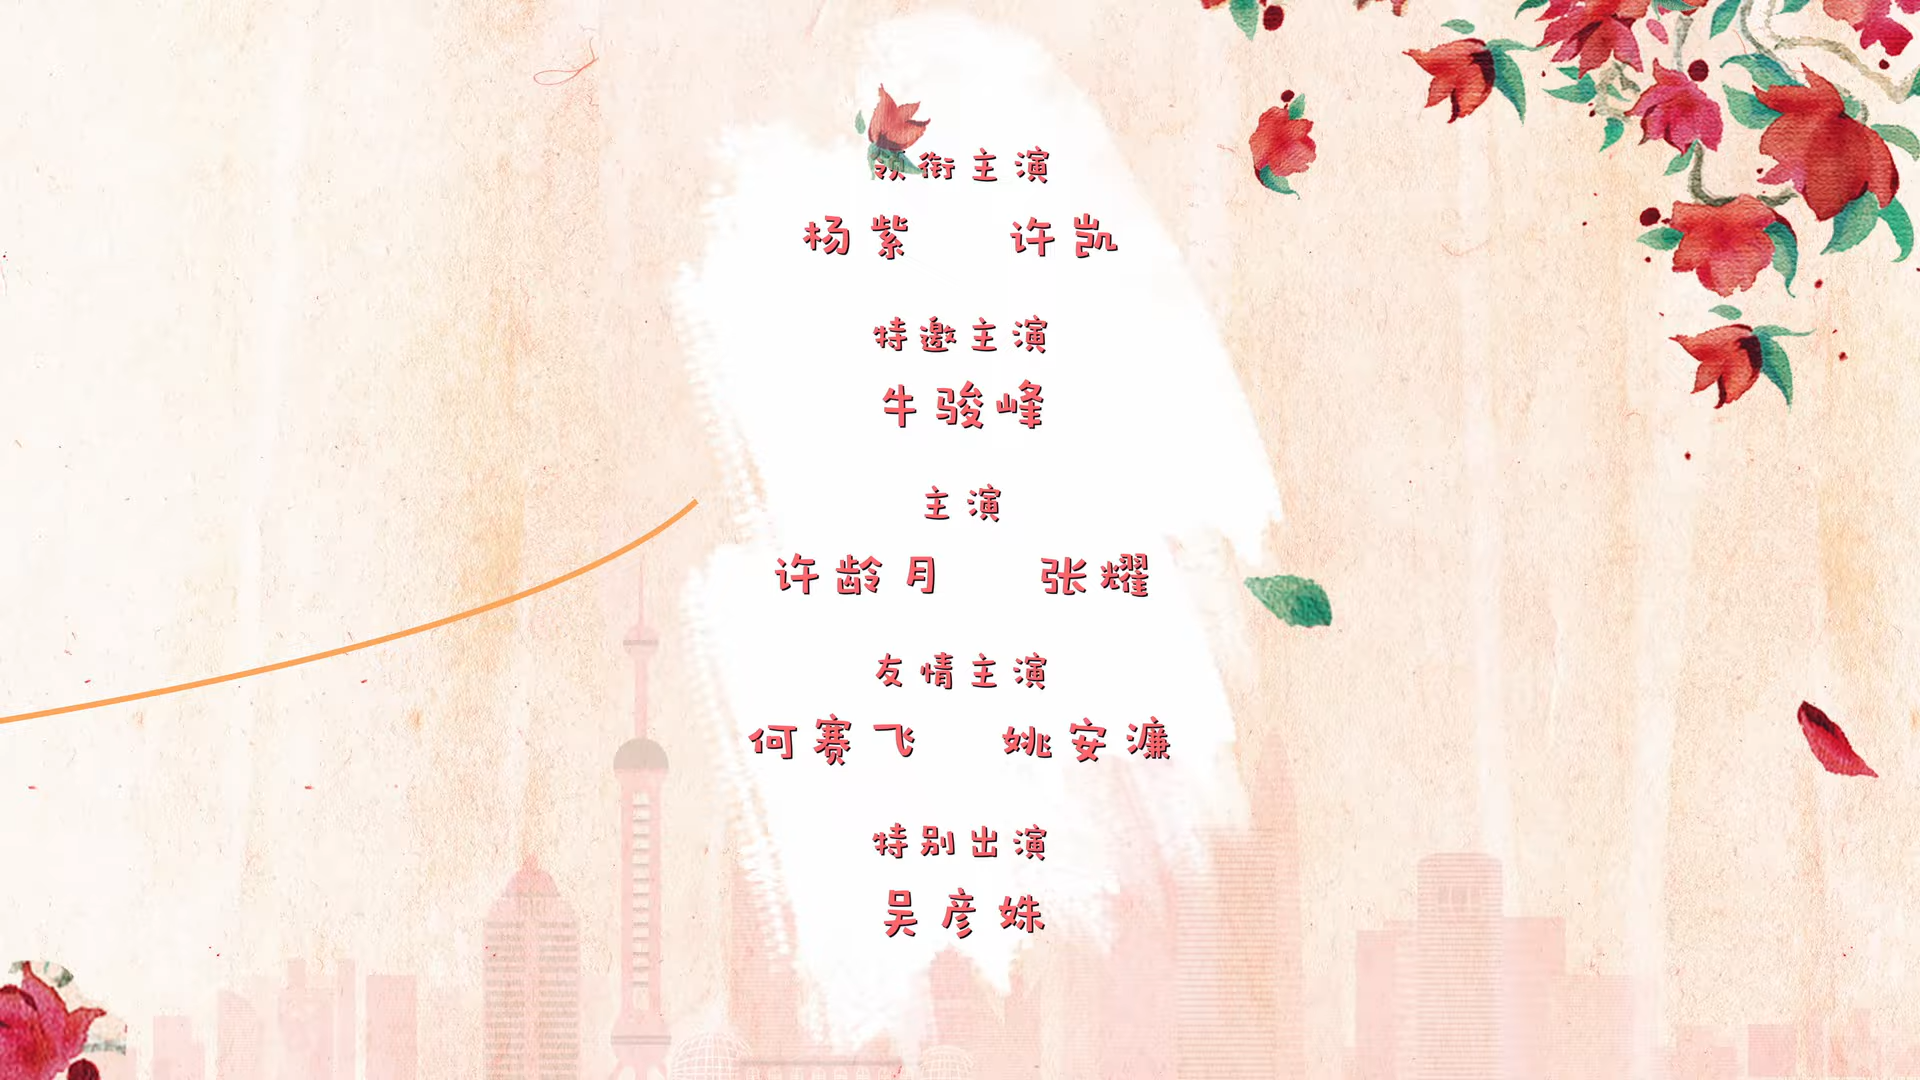 领衔主演
杨紫 许凯
特邀主演
牛骏峰
主演
许龄月 张耀
友情主演
何赛飞 姚安濂
特别出演
吴彦姝